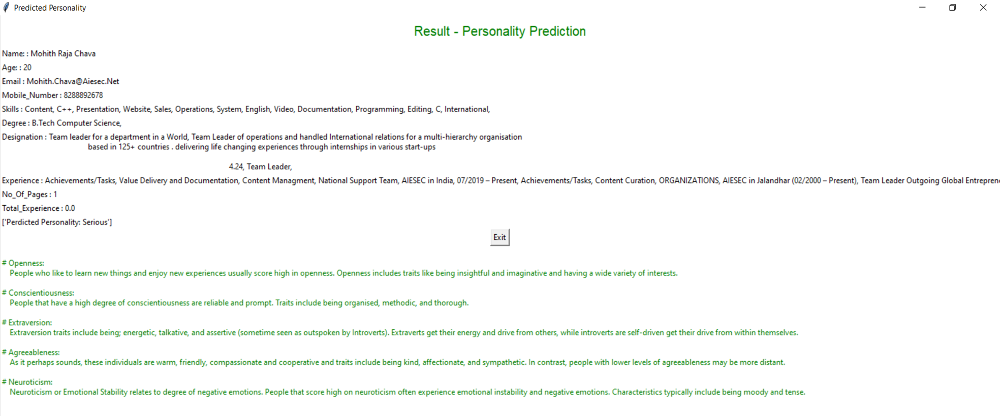 Predicted Personality
Result - Personality Prediction
Name: : Mohith Raja Chava
Age: : 20
Email : Mohith.Chava@Aiesec.Net
Mobile_Number : 8288892678
Skills : Content, C++, Presentation, Website, Sales, Operations, System, English, Video, Documentation, Programming, Editing, C, International,
Degree : B.Tech Computer Science,
Designation : Team leader for a department in a World, Team Leader of operations and handled International relations for a multi-hierarchy organisation
based in 125+ countries . delivering life changing experiences through internships in various start-ups
4.24, Team Leader,
Experience : Achievements/Tasks, Value Delivery and Documentation, Content Managment, National Support Team, AIESEC in India, 07/2019 – Present, Achievements/Tasks, Content Curation, ORGANIZATIONS, AIESEC in Jalandhar (02/2000 – Present), Team Leader Outgoing Global
No_Of_Pages : 1
Total_Experience : 0.0
['Perdicted Personality: Serious']
Exit
# Openness:
People who like to learn new things and enjoy new experiences usually score high in openness. Openness includes traits like being insightful and imaginative and having a wide variety of interests.
# Conscientiousness:
People that have a high degree of conscientiousness are reliable and prompt. Traits include being organised, methodic, and thorough.
# Extraversion:
Extraversion traits include being; energetic, talkative, and assertive (sometime seen as outspoken by Introverts). Extraverts get their energy and drive from others, while introverts are self-driven get their drive from within themselves.
# Agreeableness:
As it perhaps sounds, these individuals are warm, friendly, compassionate and cooperative and traits include being kind, affectionate, and sympathetic. In contrast, people with lower levels of agreeableness may be more distant.
# Neuroticism:
Neuroticism or Emotional Stability relates to degree of negative emotions. People that score high on neuroticism often experience emotional instability and negative emotions. Characteristics typically include being moody and tense.